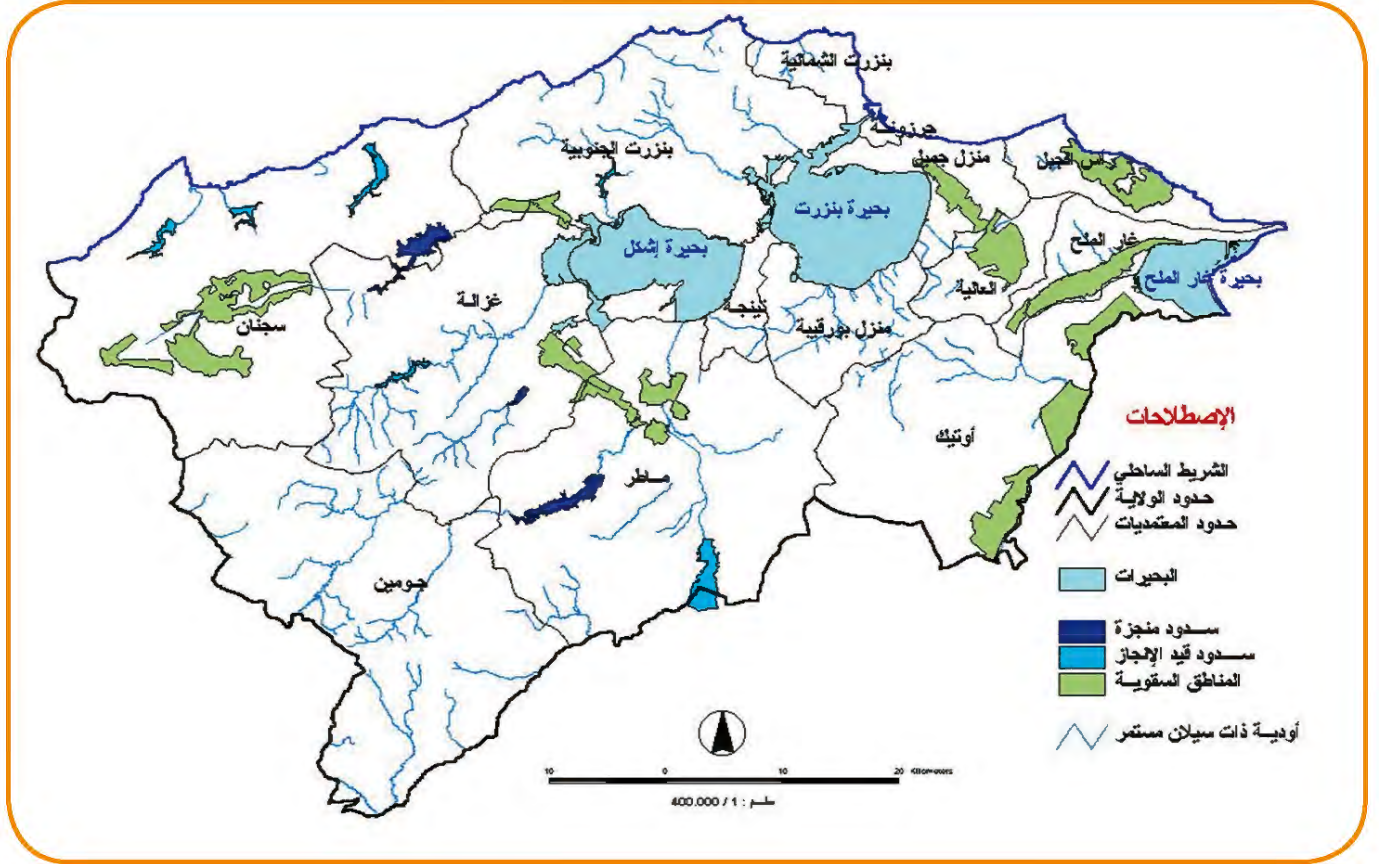 بنزرت الشمالية
جرزونة
بنزرت الجنوبية
منزل جميل
راس الجبل
بحيرة بنزرت
بحيرة إشكل
غار الملح
بحيرة غار الملح
العالية
غزالة
تينجة
منزل بورقيبة
سجنان
أوتيك
ماطر
جومين
الإصطلاحات
الشريط الساحلي
حدود الولاية
حدود المعتمديات
البحيرات
سدود منجزة
سدود قيد الإنجاز
المناطق السقوية
أودية ذات سيلان مستمر
10 0 10 20 Kilometers
سلم : 1 / 400.000